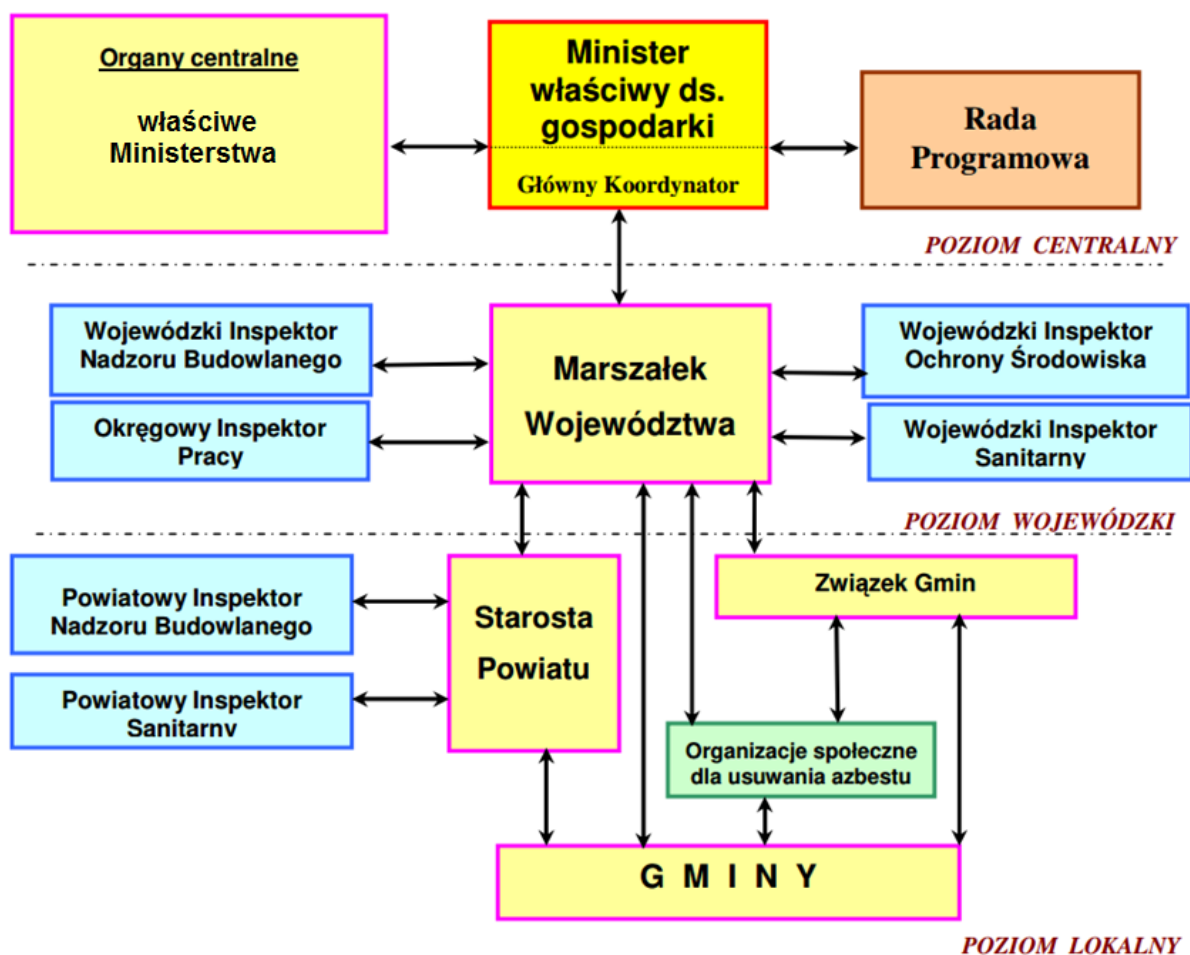 Organy centralne
właściwe
Ministerstwa
Minister
właściwy ds.
gospodarki
Główny Koordynator
Rada
Programowa
POZIOM CENTRALNY
Wojewódzki Inspektor
Nadzoru Budowlanego
Okręgowy Inspektor
Pracy
Marszałek
Województwa
Wojewódzki Inspektor
Ochrony Środowiska
Wojewódzki Inspektor
Sanitarny
POZIOM WOJEWÓDZKI
Powiatowy Inspektor
Nadzoru Budowlanego
Powiatowy Inspektor
Sanitarny
Starosta
Powiatu
Związek Gmin
Organizacje społeczne
dla usuwania azbestu
G M I N Y
POZIOM LOKALNY